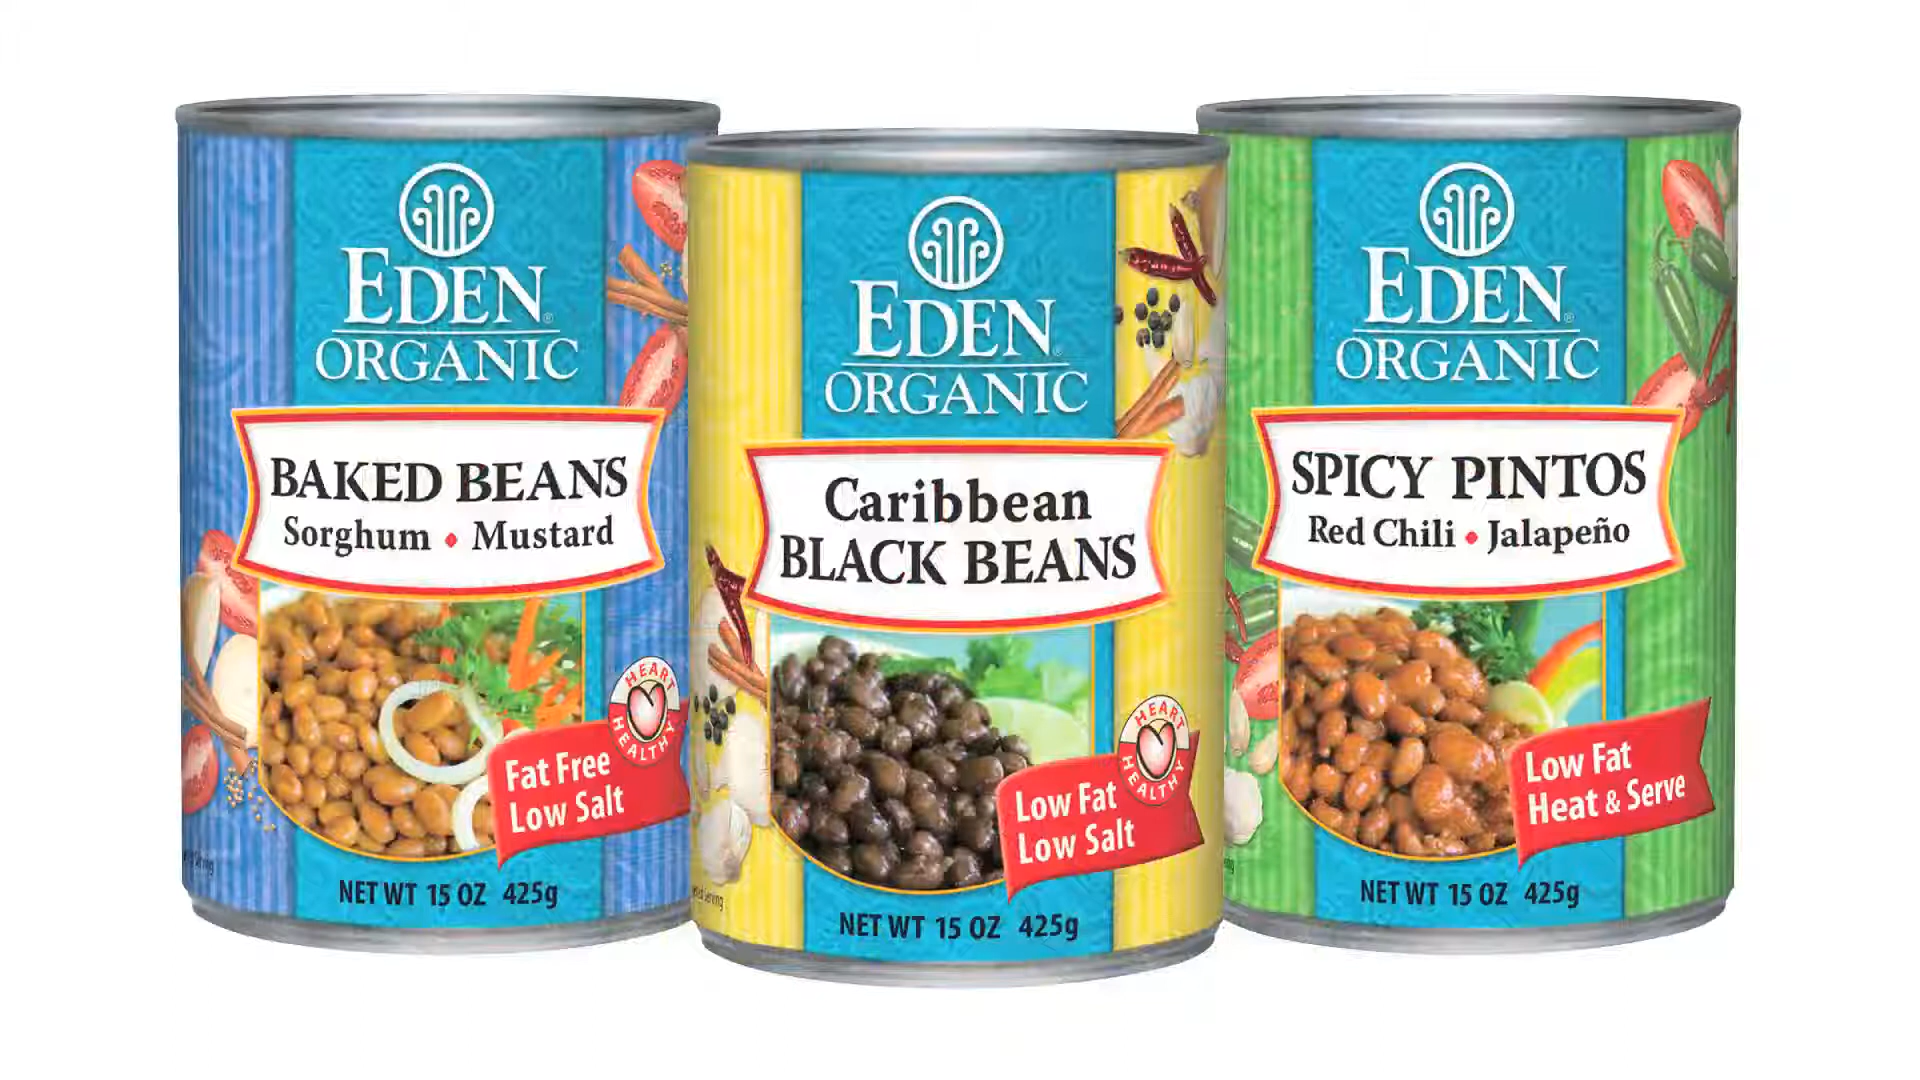 EDEN®
ORGANIC
BAKED BEANS
Sorghum • Mustard
HEART
HEALTHY
Fat Free
Low Salt
NET WT 15 OZ 425g
EDEN®
ORGANIC
Caribbean
BLACK BEANS
HEART
HEALTHY
Low Fat
Low Salt
NET WT 15 OZ 425g
EDEN®
ORGANIC
SPICY PINTOS
Red Chili • Jalapeño
Low Fat
Heat & Serve
NET WT 15 OZ 425g